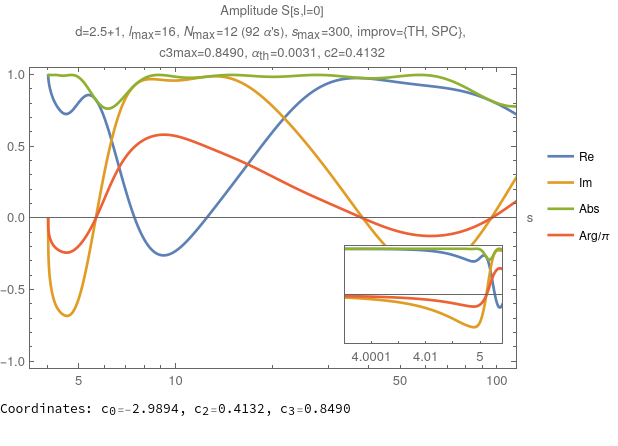 Amplitude S[s,l=0]
d=2.5+1, lmax=16, Nmax=12 (92 α's), smax=300, improv={TH, SPC},
c3max=0.8490, αth=0.0031, c2=0.4132
1.0
0.5
0.0
−0.5
−1.0
5
10
50
100
s
4.0001
4.01
5
Re
Im
Abs
Arg/π
Coordinates: c0=-2.9894, c2=0.4132, c3=0.8490